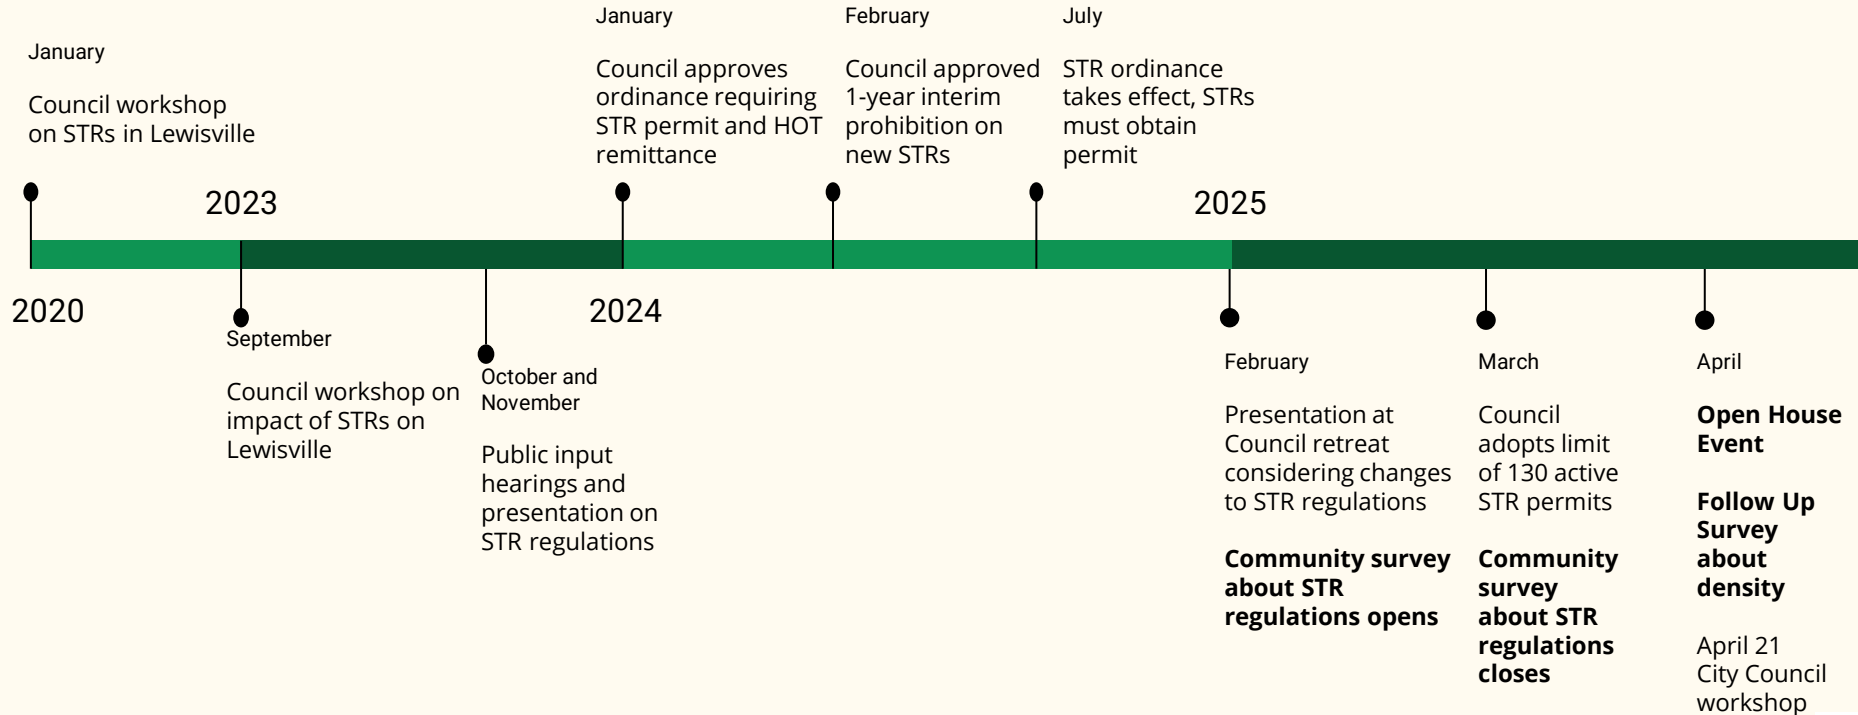 January
Council workshop
on STRs in Lewisville
January
Council approves
ordinance requiring
STR permit and HOT
remittance
February
Council approved
1-year interim
prohibition on
new STRs
July
STR ordinance
takes effect, STRs
must obtain
permit
2023
2025
2020
2024
September
Council workshop on
impact of STRs on
Lewisville
October and
November
Public input
hearings and
presentation on
STR regulations
February
Presentation at
Council retreat
considering changes
to STR regulations
Community survey
about STR
regulations opens
March
Council
adopts limit
of 130 active
STR permits
Community
survey
about STR
regulations
closes
April
Open House
Event
Follow Up
Survey
about
density
April 21
City Council
workshop